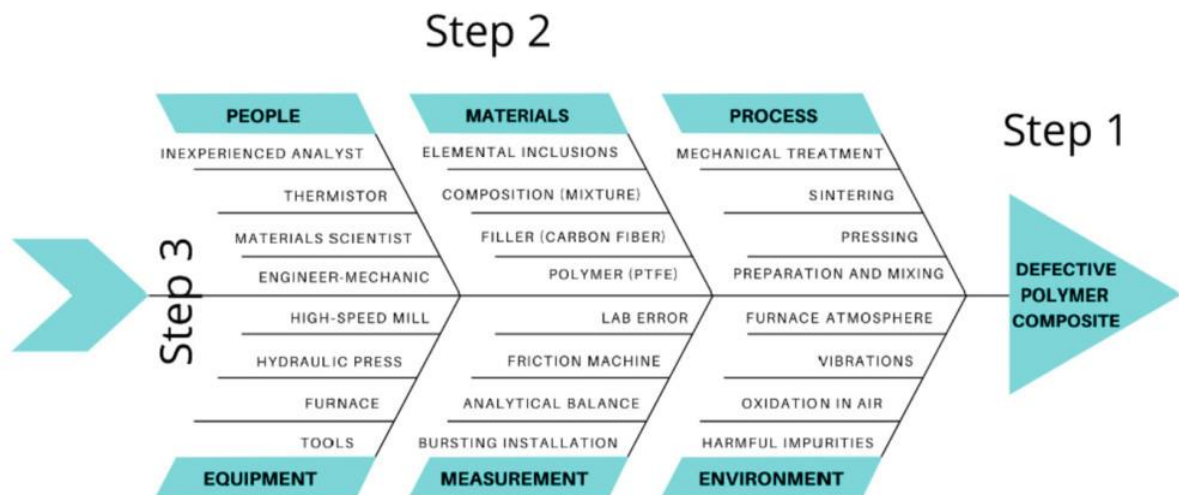 Step 2
PEOPLE
MATERIALS
PROCESS
Step 1
INEXPERIENCED ANALYST
ELEMENTAL INCLUSIONS
MECHANICAL TREATMENT
THERMISTOR
COMPOSITION (MIXTURE)
SINTERING
MATERIALS SCIENTIST
FILLER (CARBON FIBER)
PRESSING
ENGINEER-MECHANIC
POLYMER (PTFE)
PREPARATION AND MIXING
DEFECTIVE
POLYMER
COMPOSITE
Step 3
HIGH-SPEED MILL
LAB ERROR
FURNACE ATMOSPHERE
HYDRAULIC PRESS
FRICTION MACHINE
VIBRATIONS
FURNACE
ANALYTICAL BALANCE
OXIDATION IN AIR
TOOLS
BURSTING INSTALLATION
HARMFUL IMPURITIES
EQUIPMENT
MEASUREMENT
ENVIRONMENT